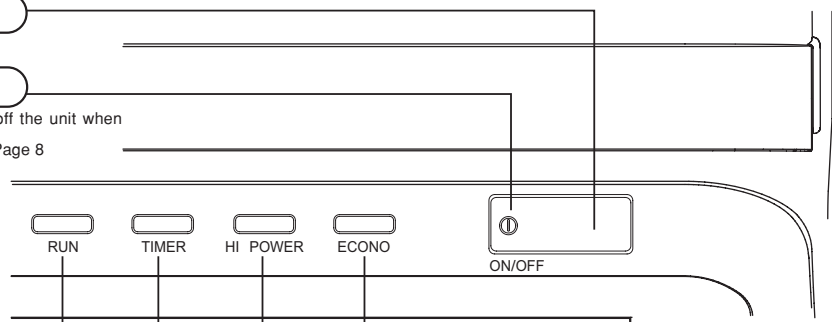 off the unit when
Page 8
RUN TIMER HI POWER ECONO
ON/OFF